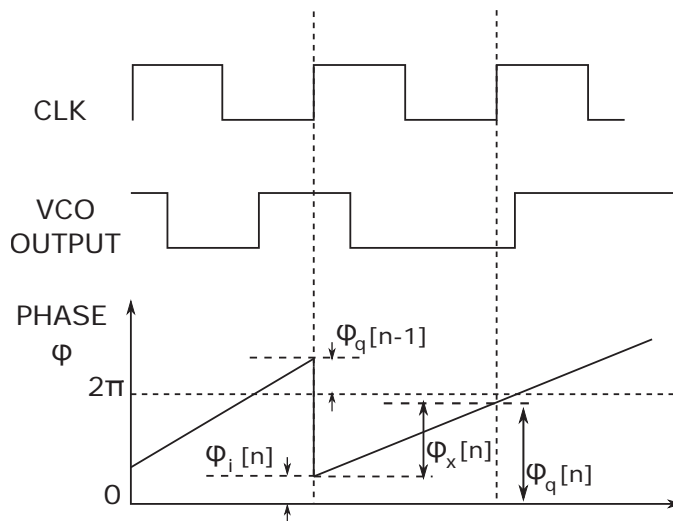 CLK
VCO
OUTPUT
PHASE
φ
φq[n-1]
2π
φi[n]
φx[n]
φq[n]
0